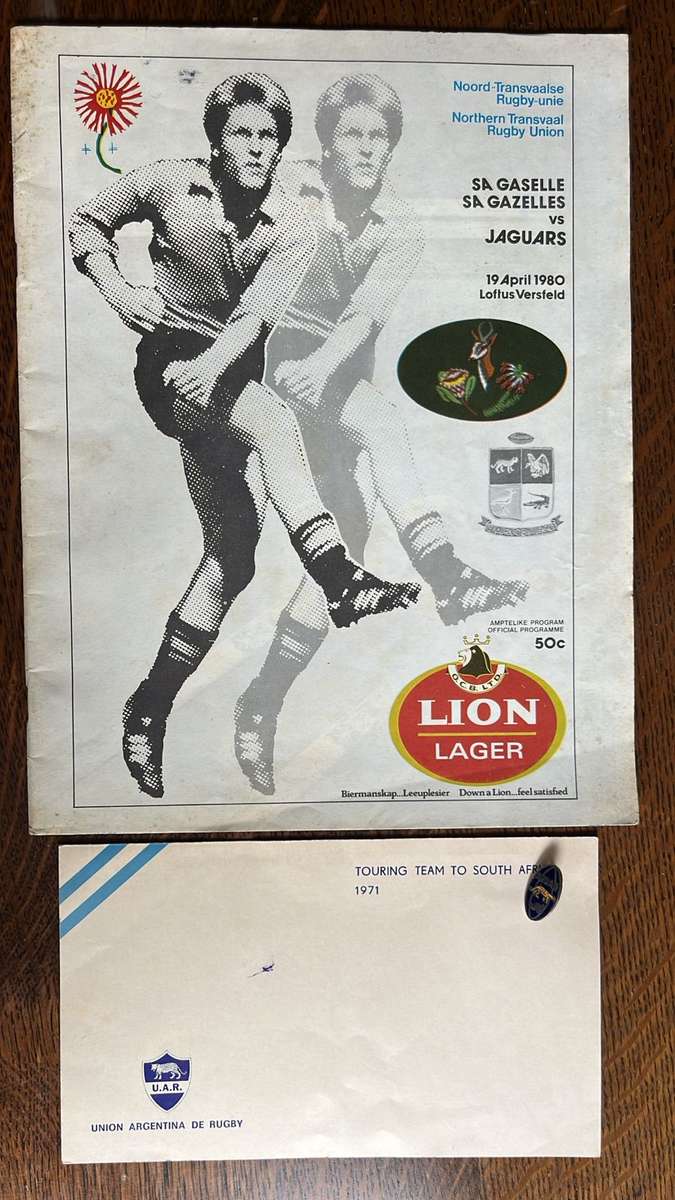 Noord-Transvaalse
Rugby-unie
Northern Transvaal
Rugby Union
SA GASELLE
SA GAZELLES
vs
JAGUARS
19 April 1980
Loftus Versfeld
AMPTELIKE PROGRAM
OFFICIAL PROGRAMME
50c
O.C.B. LTD.
LION
LAGER
Biermanskap...Leeuplesier Down a Lion...feel satisfied
TOURING TEAM TO SOUTH AFR
1971
U.A.R.
UNION ARGENTINA DE RUGBY